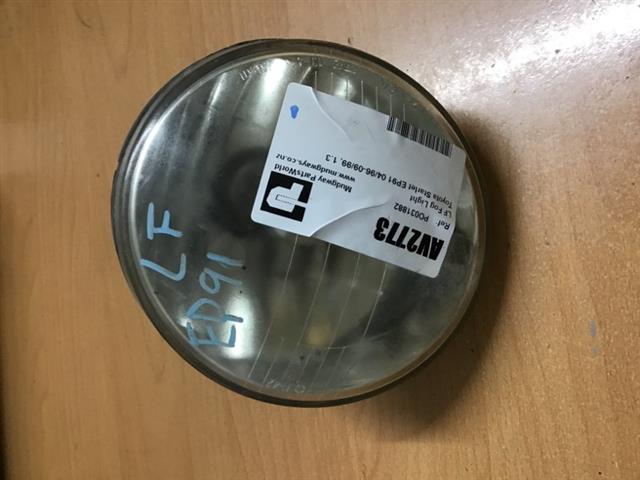 Mudgway PartsWorld
www.mudgways.co.nz
AV2773
Ref: PO031982
LF Fog Light
Toyota Starlet EP91 04/96-09/99, 1.3
LF
EP91